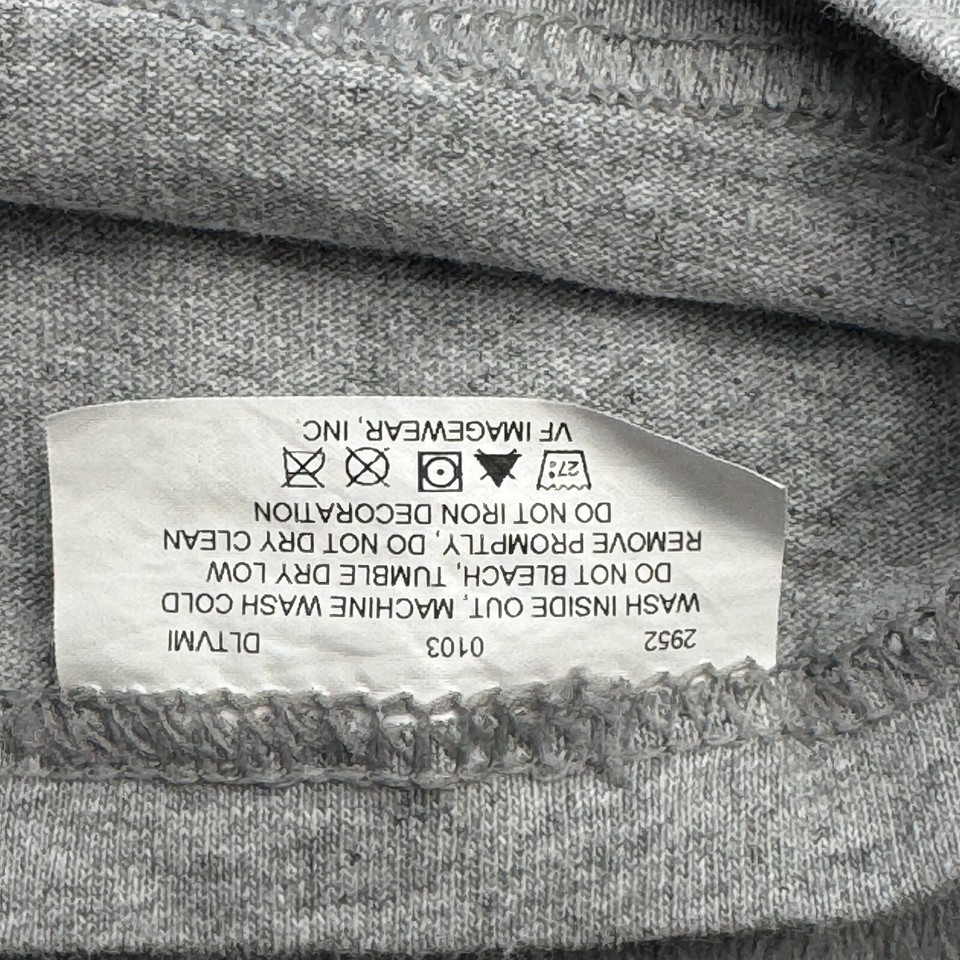 2952 0103 DLTVMI
WASH INSIDE OUT, MACHINE WASH COLD
DO NOT BLEACH, TUMBLE DRY LOW
REMOVE PROMPTLY, DO NOT DRY CLEAN
DO NOT IRON DECORATION
27°
VF IMAGEWEAR, INC.